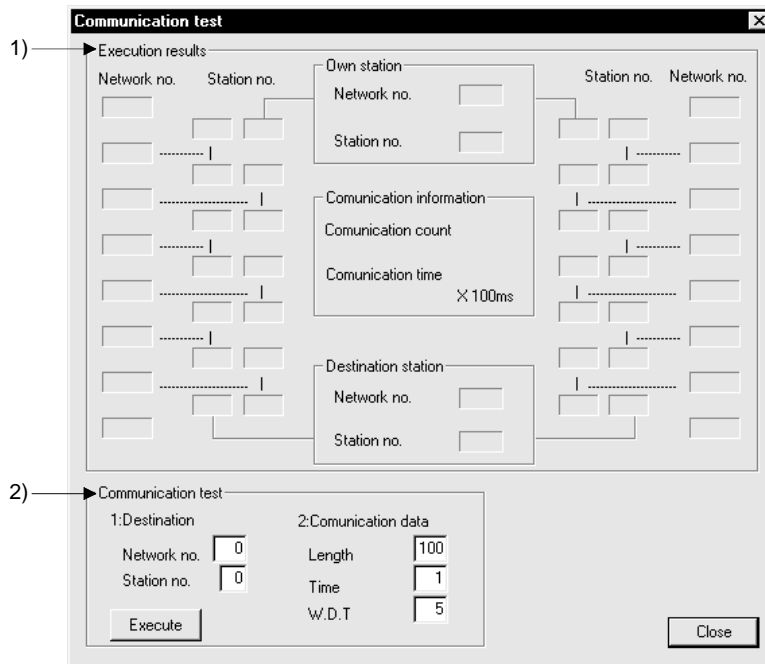 Communication test
1)
Execution results
Network no. Station no.
Own station
Network no.
Station no.
Station no. Network no.
Comunication information
Comunication count
Comunication time
X 100ms
Destination station
Network no.
Station no.
2)
Communication test
1:Destination
Network no. 0
Station no. 0
Execute
2:Comunication data
Length 100
Time 1
W.D.T 5
Close